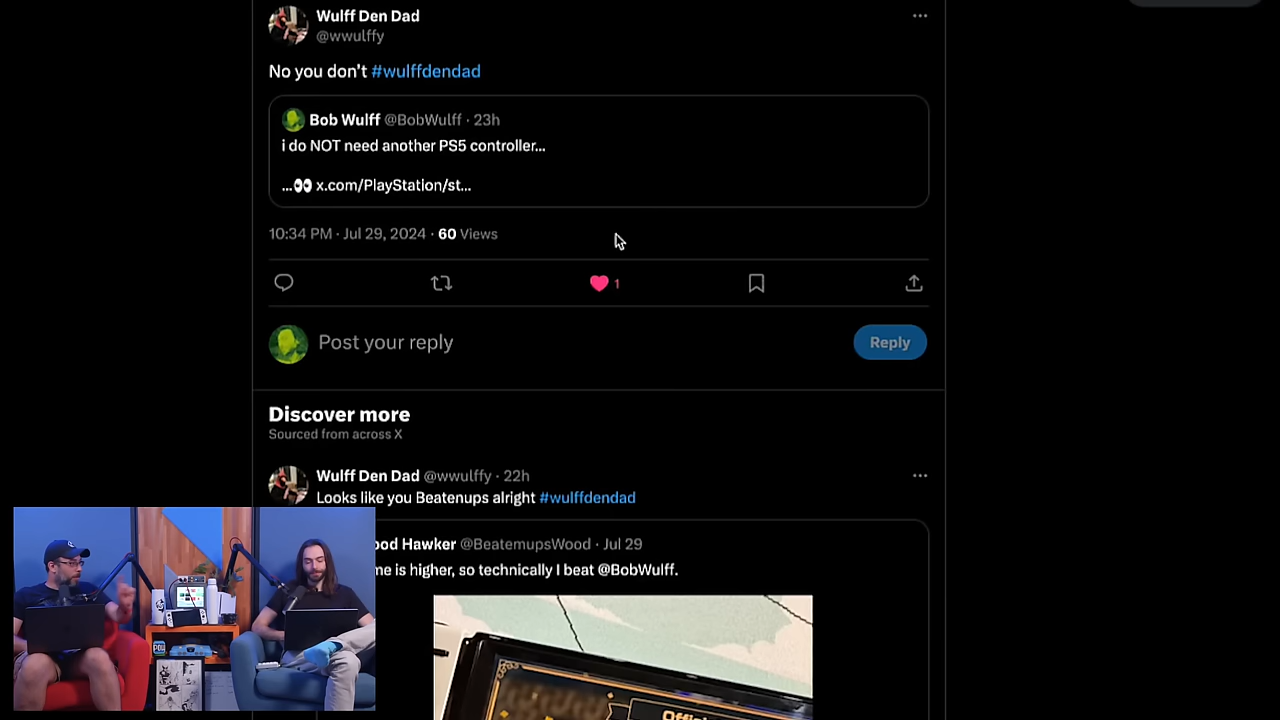 Wulff Den Dad
@wwulffy
No you don't #wulffdendad
Bob Wulff @BobWulff · 23h
i do NOT need another PS5 controller...
...👀 x.com/PlayStation/st...
10:34 PM · Jul 29, 2024 · 60 Views
1
Post your reply
Reply
Discover more
Sourced from across X
Wulff Den Dad @wwulffy · 22h
Looks like you Beatenups alright #wulffdendad
Hawker @BeatemupsWood · Jul 29
is higher, so technically I beat @BobWulff.